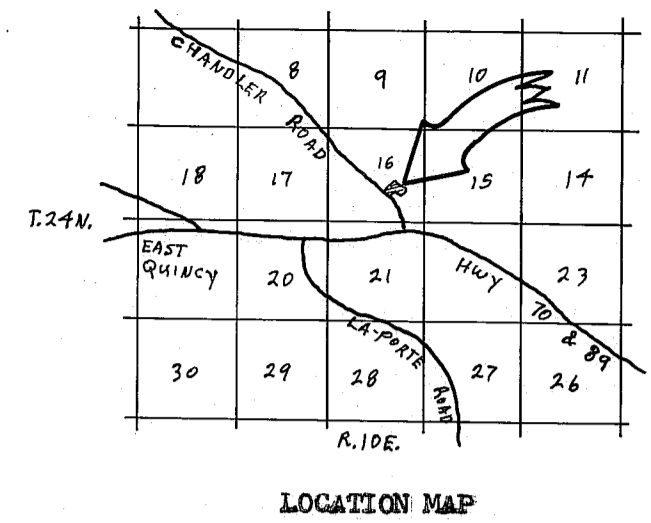 CHANDLER ROAD
8 9 10 11
18 17 16 15 14
T.24N.
EAST
QUINCY
20 21 HWY 70 & 89 23
LA-PORTE ROAD
30 29 28 27 26
R.10E.
LOCATION MAP